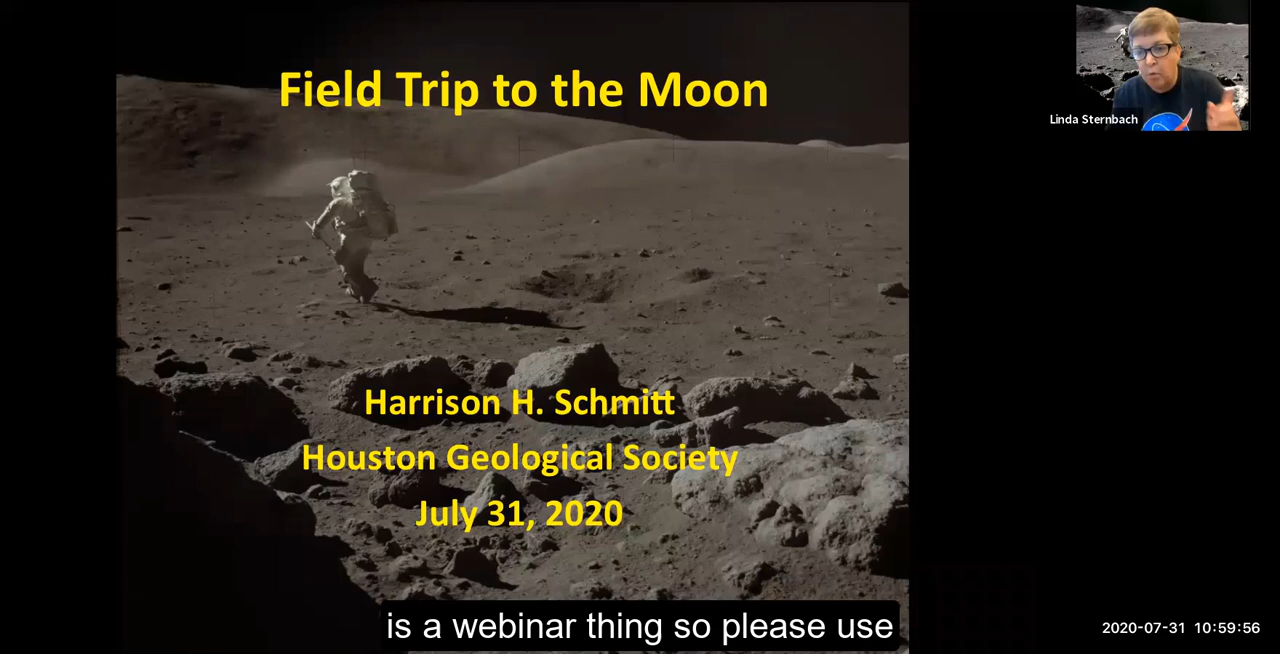 Field Trip to the Moon
Linda Sternbach
Harrison H. Schmitt
Houston Geological Society
July 31, 2020
is a webinar thing so please use
2020-07-31 10:59:56